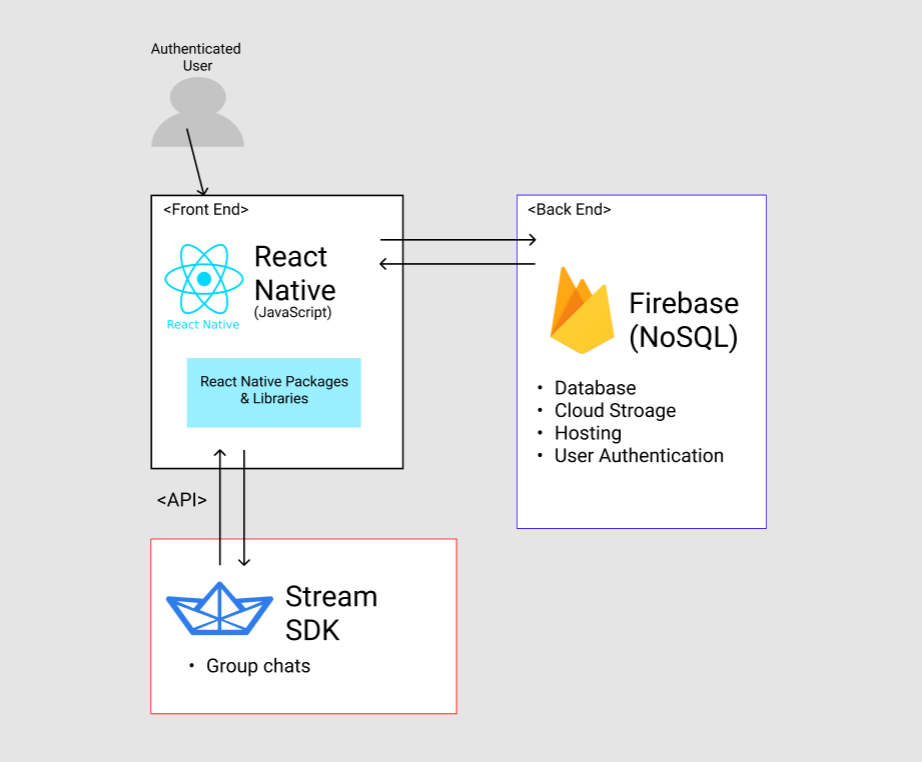 Authenticated
User
<Front End>
React
Native
(JavaScript)
React Native
React Native Packages
& Libraries
<Back End>
Firebase
(NoSQL)
• Database
• Cloud Stroage
• Hosting
• User Authentication
<API>
Stream
SDK
• Group chats